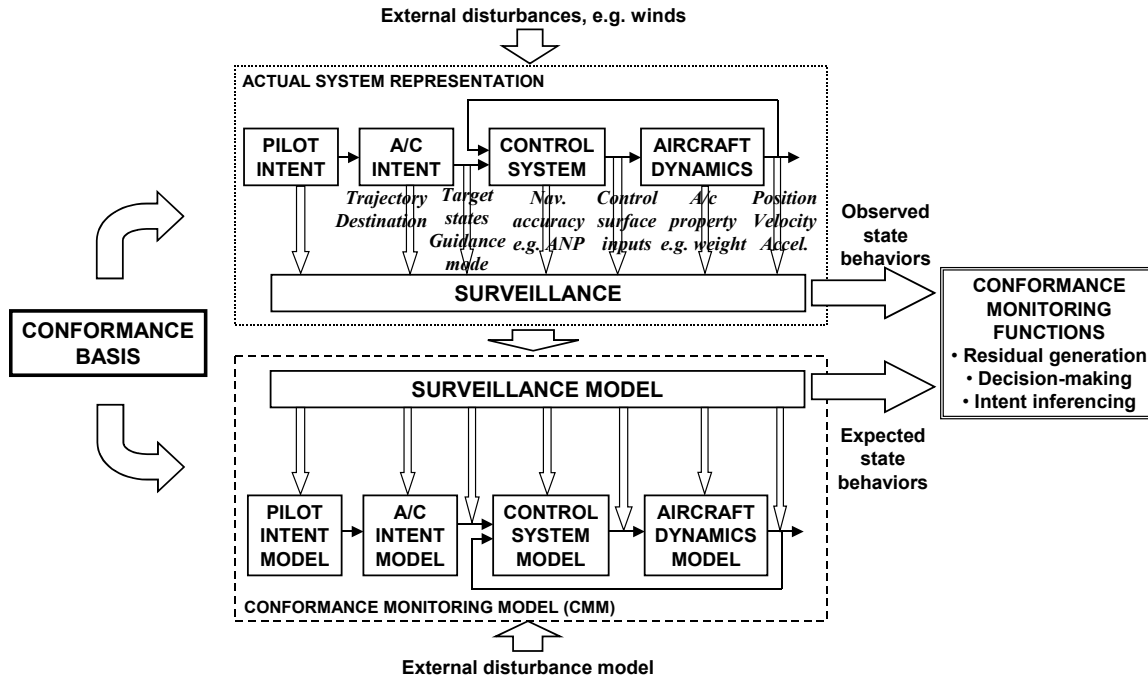 External disturbances, e.g. winds
ACTUAL SYSTEM REPRESENTATION
PILOT
INTENT
A/C
INTENT
CONTROL
SYSTEM
AIRCRAFT
DYNAMICS
Trajectory
Destination
Target
states
Guidance
mode
Nav.
accuracy
e.g. ANP
Control
surface
inputs
A/c
property
e.g. weight
Position
Velocity
Accel.
SURVEILLANCE
Observed
state
behaviors
CONFORMANCE
BASIS
CONFORMANCE
MONITORING
FUNCTIONS
• Residual generation
• Decision-making
• Intent inferencing
SURVEILLANCE MODEL
Expected
state
behaviors
PILOT
INTENT
MODEL
A/C
INTENT
MODEL
CONTROL
SYSTEM
MODEL
AIRCRAFT
DYNAMICS
MODEL
CONFORMANCE MONITORING MODEL (CMM)
External disturbance model